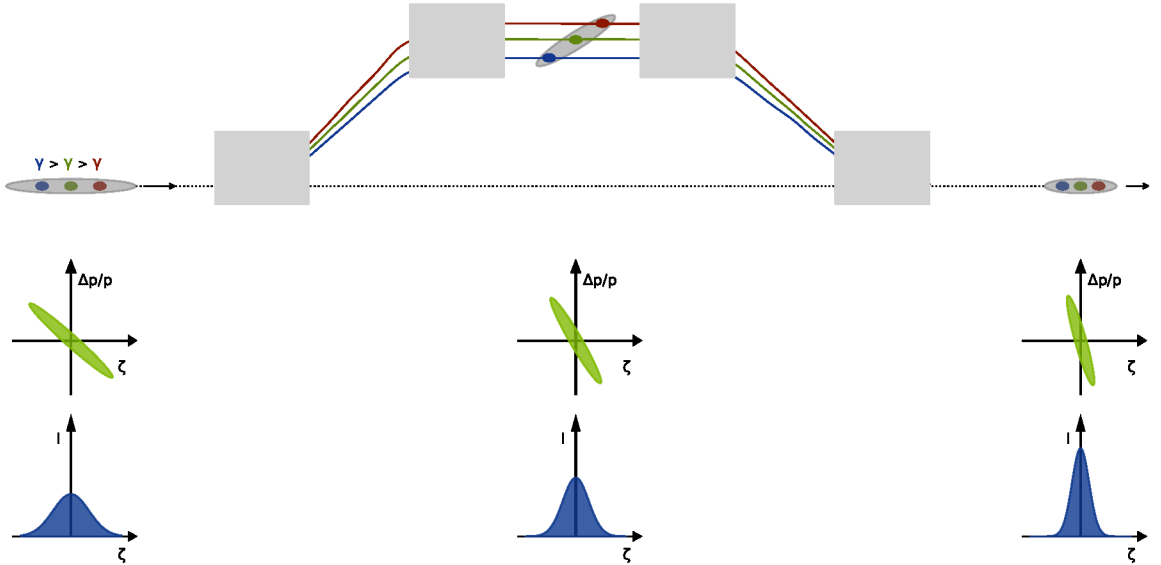 γ > γ > γ
Δp/p Δp/p Δp/p
ζ ζ ζ
I I I
ζ ζ ζ